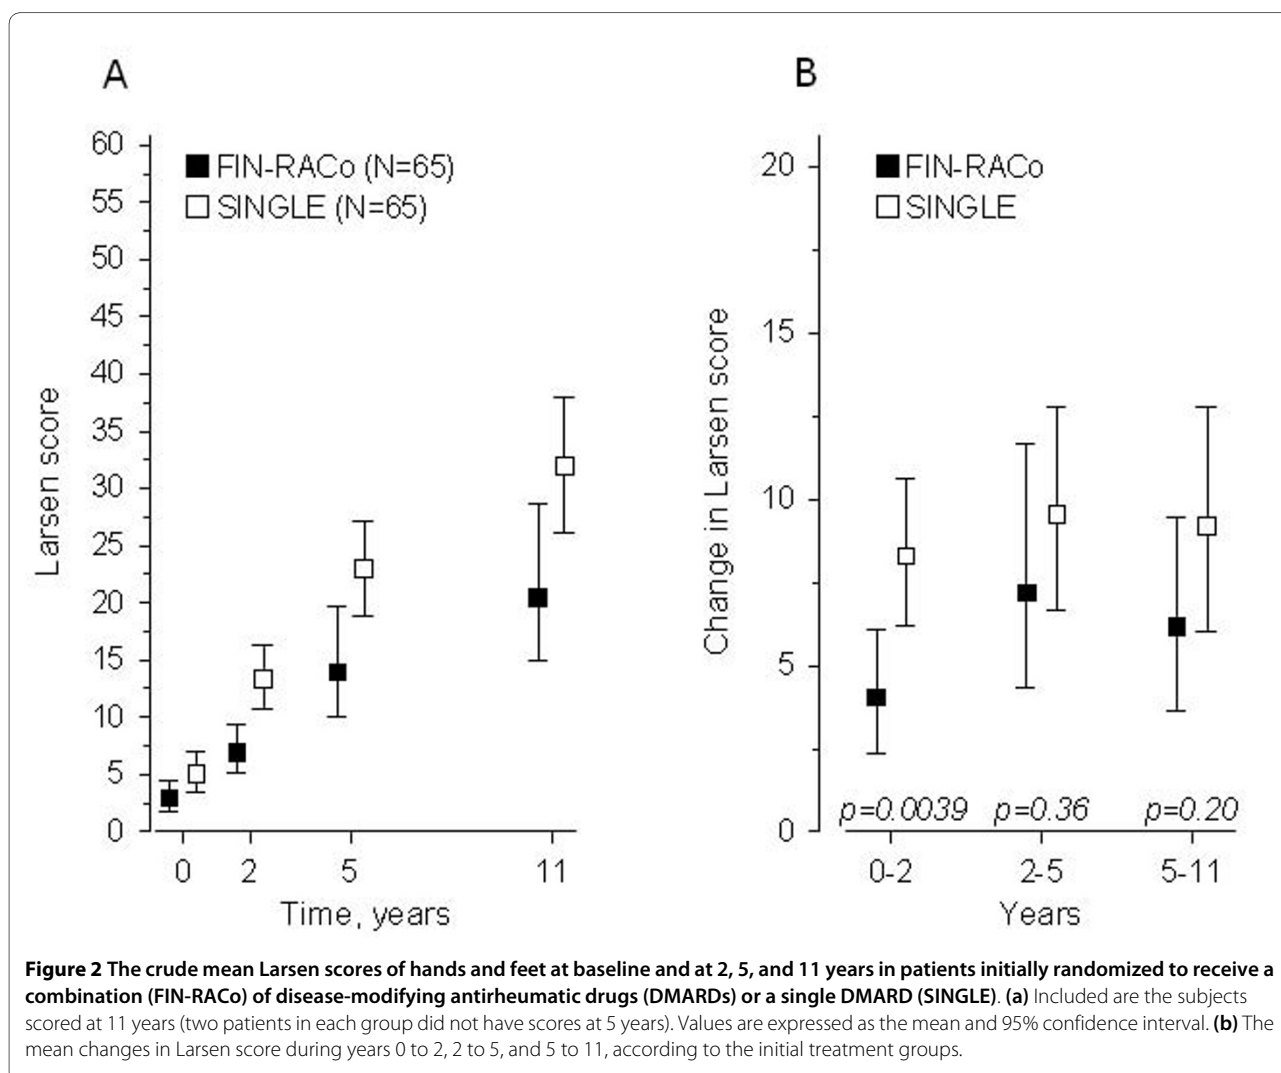 A
60
55
50
45
40
35
30
25
20
15
10
5
0
Larsen score
FIN-RACo (N=65)
SINGLE (N=65)
0 2 5 11
Time, years
B
20
15
10
5
0
Change in Larsen score
FIN-RACo
SINGLE
p=0.0039 p=0.36 p=0.20
0-2 2-5 5-11
Years
Figure 2 The crude mean Larsen scores of hands and feet at baseline and at 2, 5, and 11 years in patients initially randomized to receive a
combination (FIN-RACo) of disease-modifying antirheumatic drugs (DMARDs) or a single DMARD (SINGLE). (a) Included are the subjects
scored at 11 years (two patients in each group did not have scores at 5 years). Values are expressed as the mean and 95% confidence interval. (b) The
mean changes in Larsen score during years 0 to 2, 2 to 5, and 5 to 11, according to the initial treatment groups.